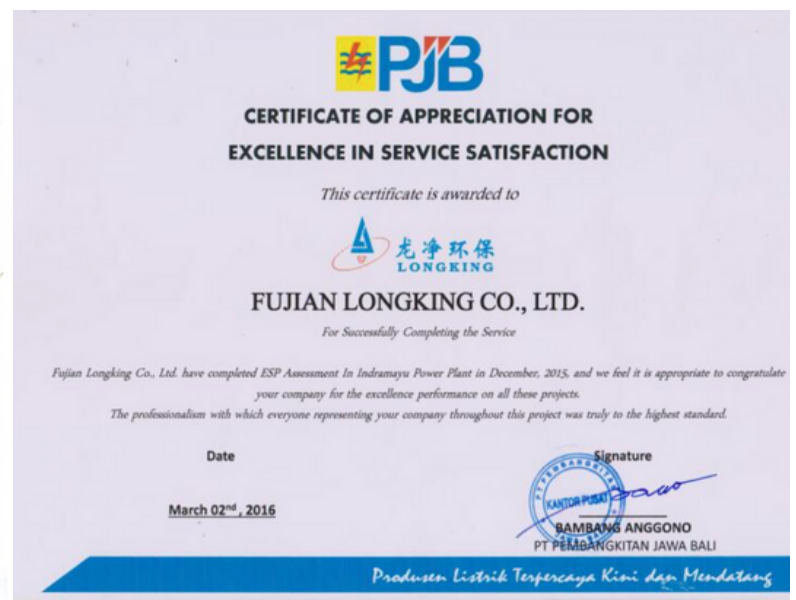 PJB
CERTIFICATE OF APPRECIATION FOR
EXCELLENCE IN SERVICE SATISFACTION
This certificate is awarded to
龙净环保
LONGKING
FUJIAN LONGKING CO., LTD.
For Successfully Completing the Service
Fujian Longking Co., Ltd. have completed ESP Assessment In Indramayu Power Plant in December, 2015, and we feel it is appropriate to congratulate
your company for the excellence performance on all these projects.
The professionalism with which everyone representing your company throughout this project was truly to the highest standard.
Date
Signature
March 02nd, 2016
PT PEMBANGKITAN
KANTOR PUSAT
JAWA BALI
BAMBANG ANGGONO
PT PEMBANGKITAN JAWA BALI
Produsen Listrik Terpercaya Kini dan Mendatang